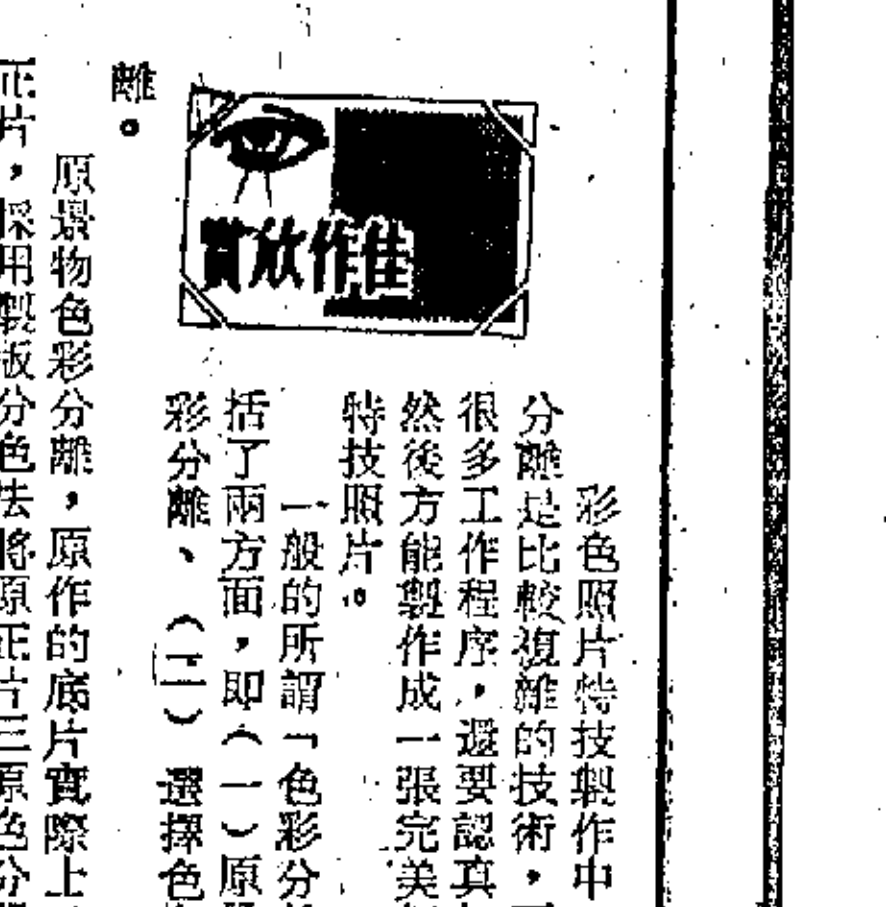 佳作欣賞
彩色照片特技製作中
分離是比較複雜的技術，
很多工作程序，還要認真
然後方能製作成一張完美
特技照片。
一般的所謂「色彩分
括了兩方面，即（一）原
彩分離、（二）選擇色
離。
原景物色彩分離，原作的底片實際上
正片，採用製版分色法將原正片三原色分